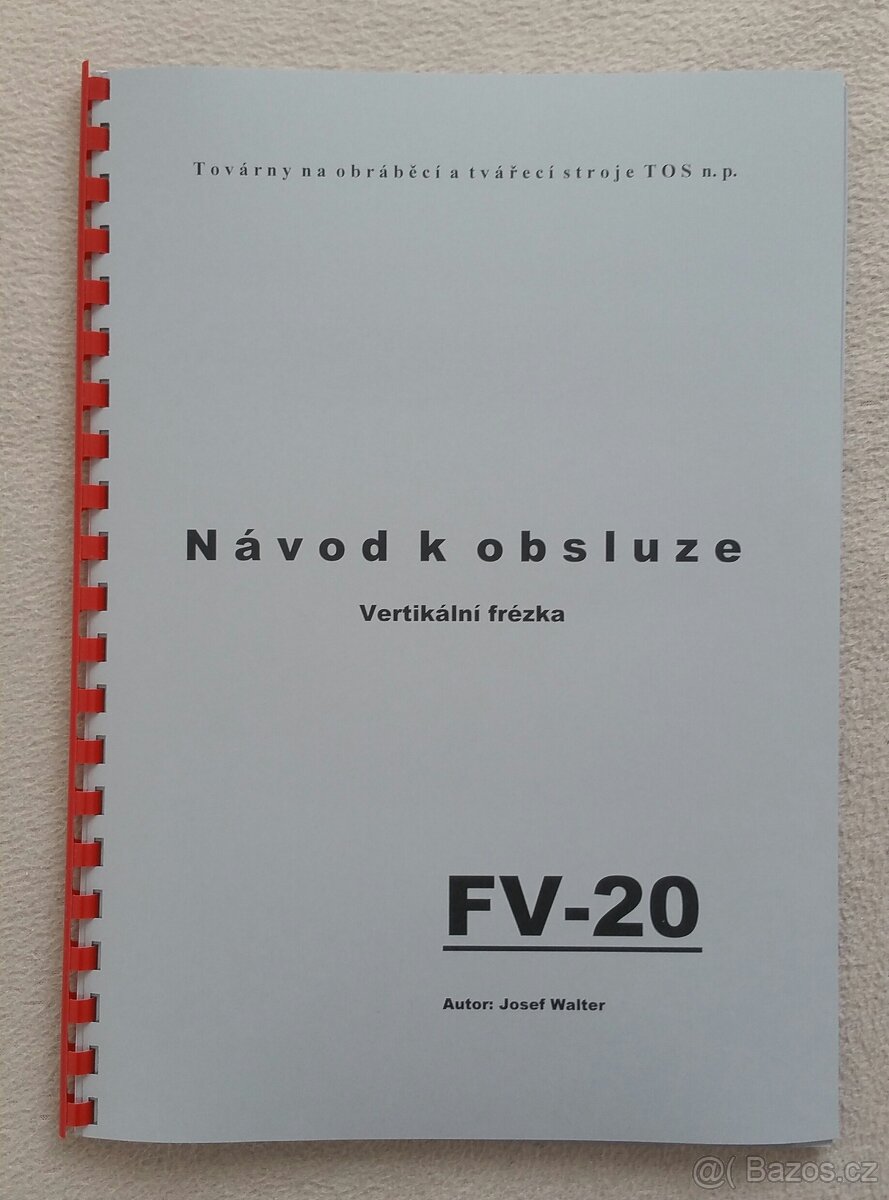 Továrny na obráběcí a tvářecí stroje TOS n. p.
Návod k obsluze
Vertikální frézka
FV-20
Autor: Josef Walter
@( Bazos.cz